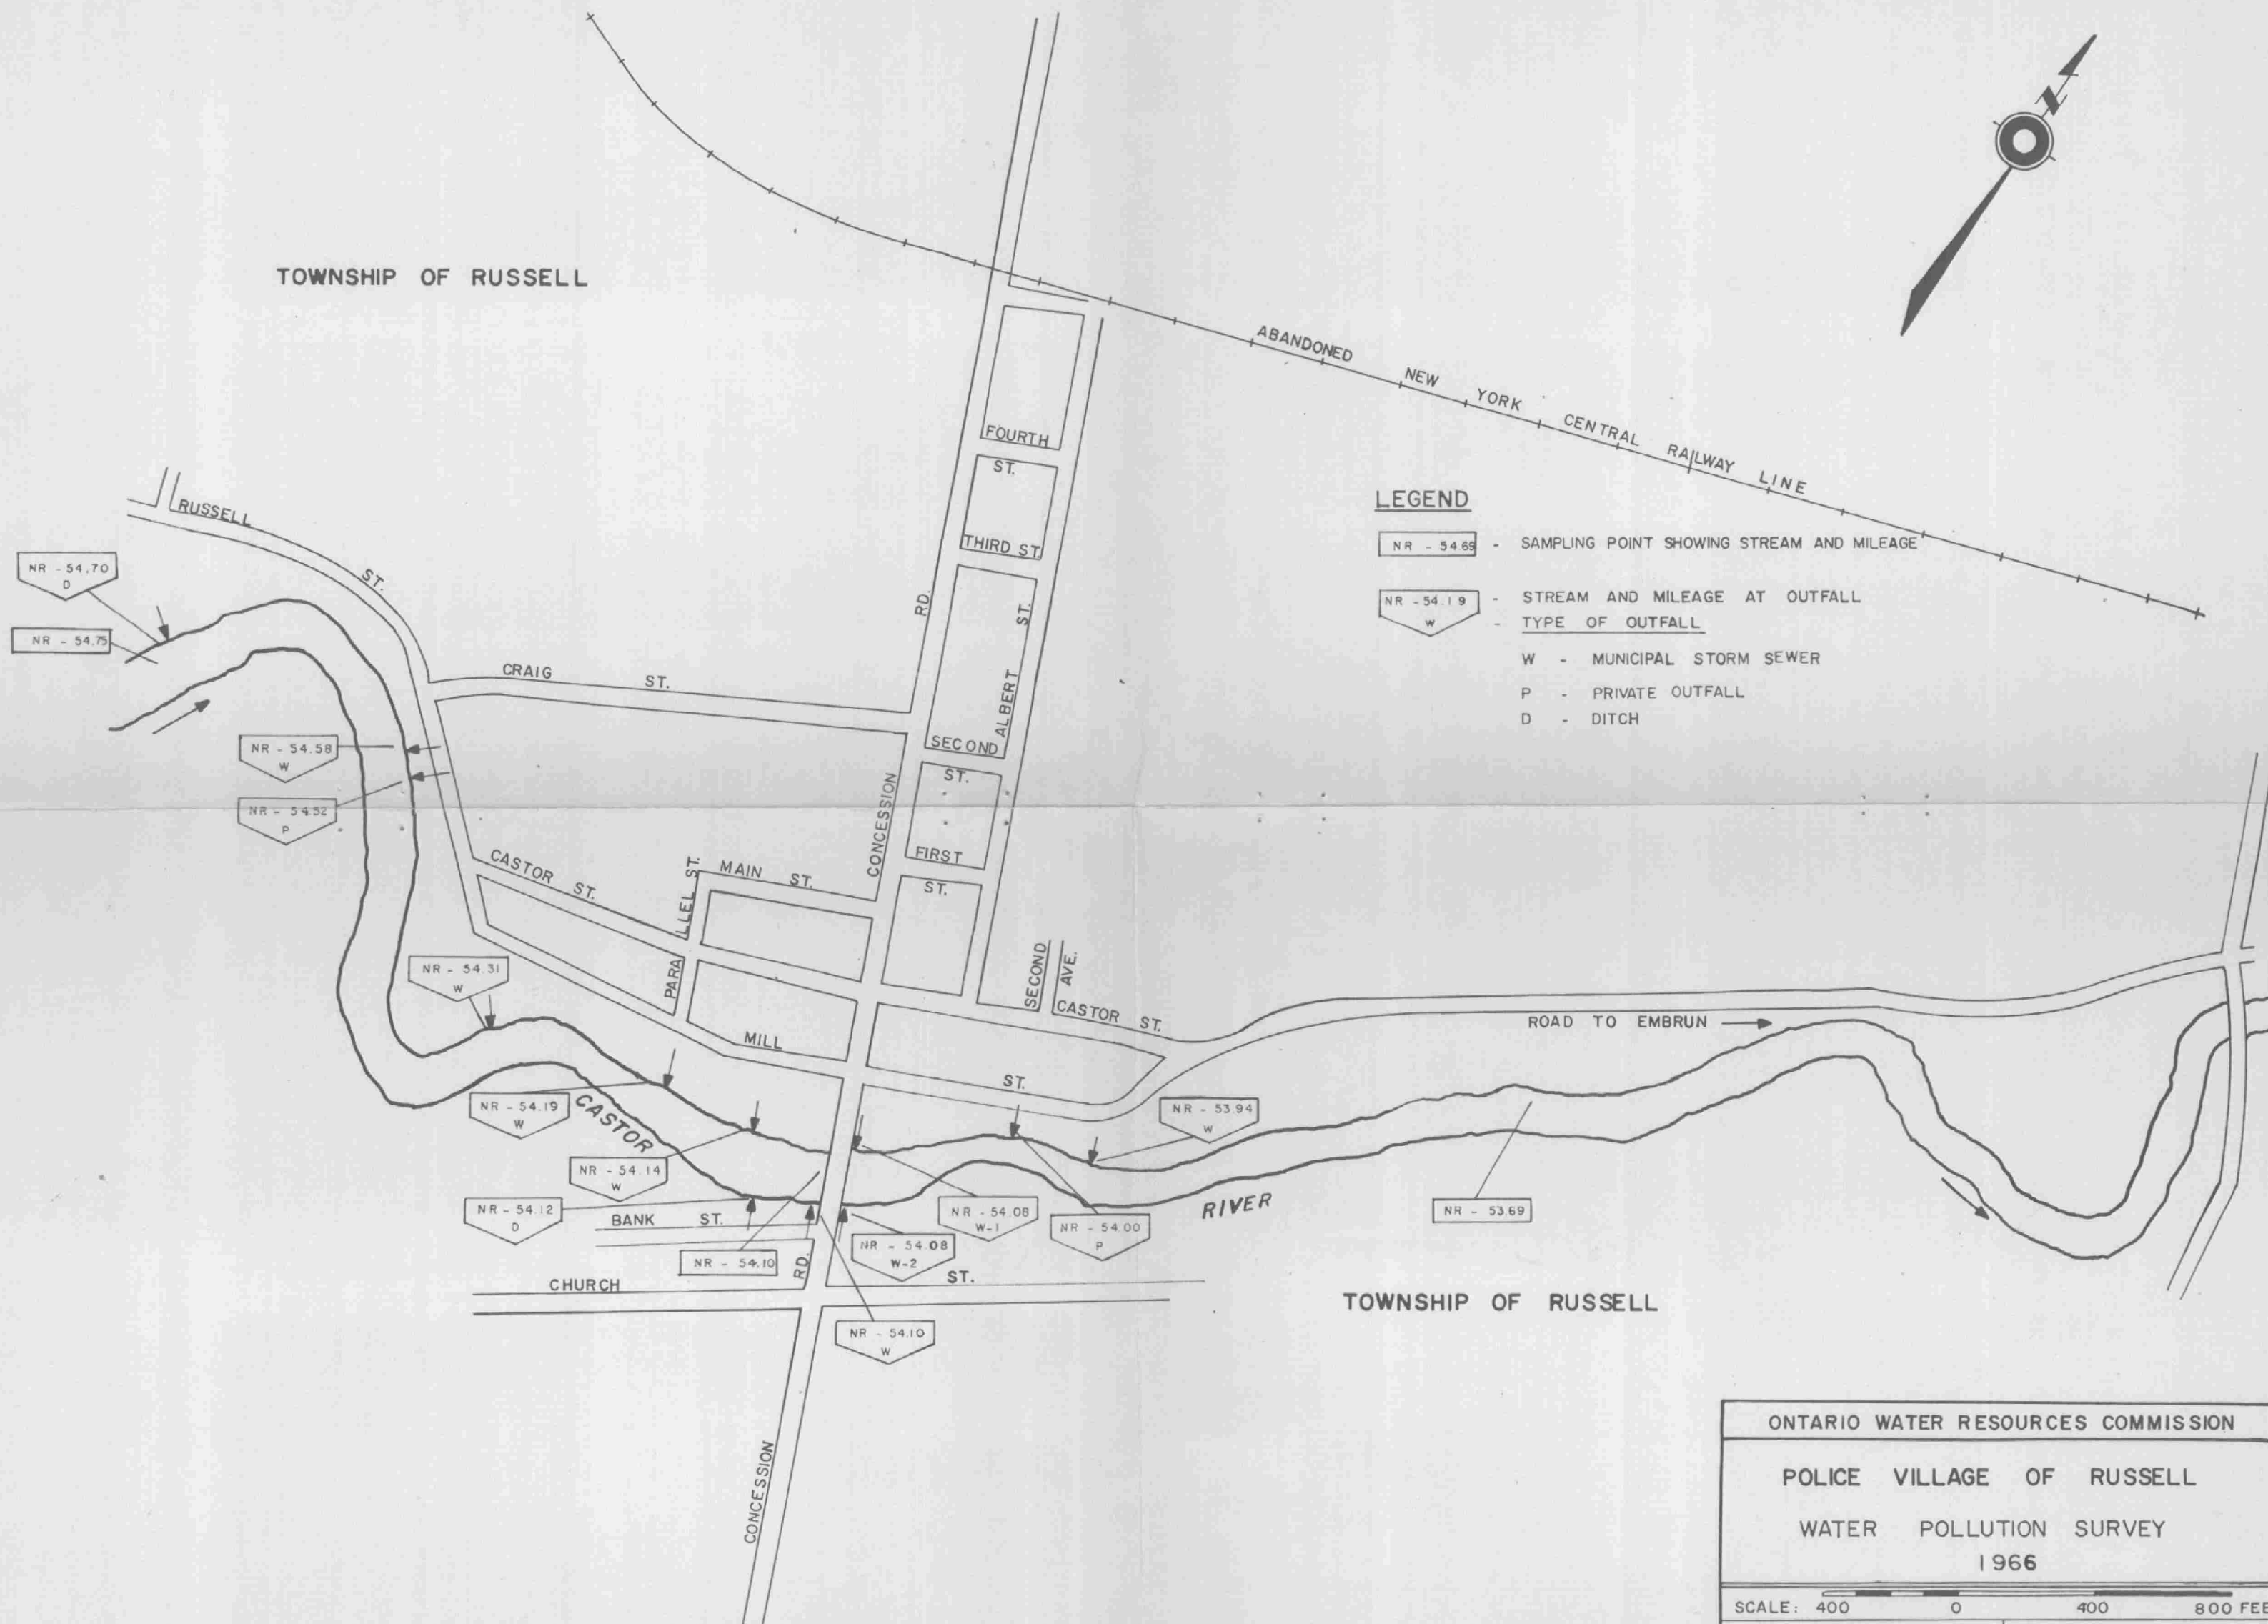 TOWNSHIP OF RUSSELL
N
ABANDONED NEW YORK CENTRAL RAILWAY LINE
FOURTH ST.
THIRD ST.
RUSSELL ST.
NR - 54.70
D
NR - 54.75
CRAIG ST.
CONCESSION RD.
ALBERT ST.
SECOND ST.
FIRST ST.
LEGEND
NR - 54.69 - SAMPLING POINT SHOWING STREAM AND MILEAGE
NR - 54.19 - STREAM AND MILEAGE AT OUTFALL
W - TYPE OF OUTFALL
W - MUNICIPAL STORM SEWER
P - PRIVATE OUTFALL
D - DITCH
NR - 54.58
W
NR - 54.52
P
CASTOR ST.
PARALLEL ST.
MAIN ST.
SECOND AVE.
CASTOR ST.
NR - 54.31
W
MILL ST.
ROAD TO EMBRUN
NR - 54.19
W
CASTOR RIVER
NR - 54.14
W
NR - 53.94
W
NR - 54.12
D
BANK ST.
NR - 54.10
RD.
NR - 54.08
W-1
NR - 54.08
W-2
NR - 54.00
P
NR - 53.69
CHURCH ST.
NR - 54.10
W
TOWNSHIP OF RUSSELL
CONCESSION
ONTARIO WATER RESOURCES COMMISSION
POLICE VILLAGE OF RUSSELL
WATER POLLUTION SURVEY
1966
SCALE: 400 0 400 800